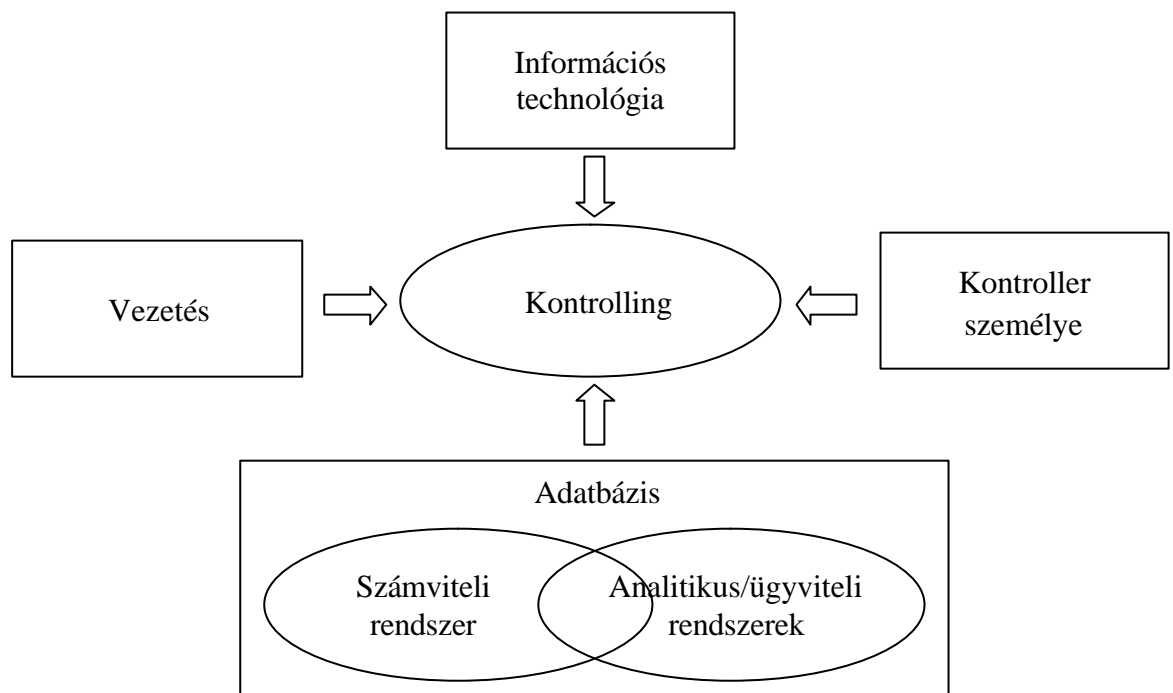 Információs
technológia
Vezetés
Kontrolling
Kontroller
személye
Adatbázis
Számviteli
rendszer
Analitikus/ügyviteli
rendszerek